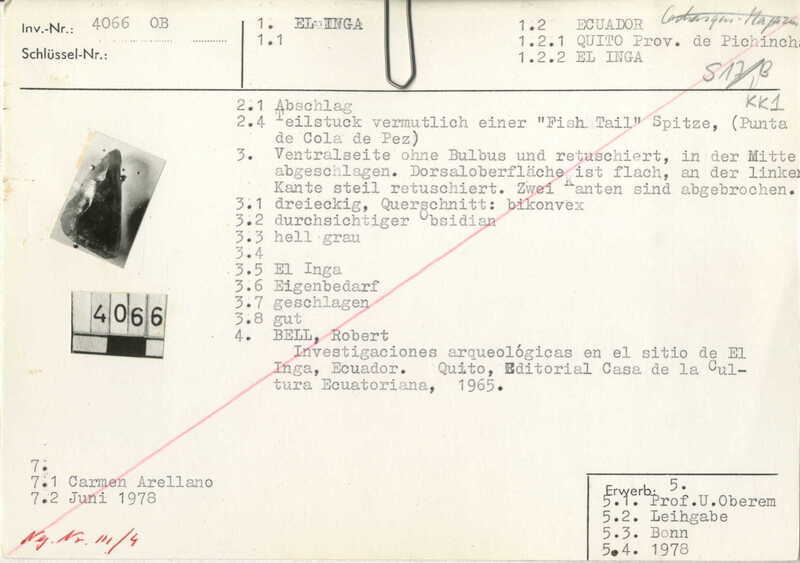 Inv.-Nr.: 4066 OB
Schlüssel-Nr.:
1. EL INGA
1.1
1.2 ECUADOR
1.2.1 QUITO Prov. de Pichincha
1.2.2 EL INGA
S17,B
KK1
2.1 Abschlag
2.4 Teilstuck vermutlich einer "Fish Tail" Spitze, (Punta
de Cola de Pez)
3. Ventralseite ohne Bulbus und retuschiert, in der Mitte
abgeschlagen. Dorsaloberfläche ist flach, an der linken
Kante steil retuschiert. Zwei Kanten sind abgebrochen.
3.1 dreieckig, Querschnitt: bikonvex
3.2 durchsichtiger Obsidian
3.3 hell grau
3.4
3.5 El Inga
3.6 Eigenbedarf
3.7 geschlagen
3.8 gut
4. BELL, Robert
Investigaciones arqueológicas en el sitio de El
Inga, Ecuador. Quito, Editorial Casa de la Cul-
tura Ecuatoriana, 1965.
4066
7.
7.1 Carmen Arellano
7.2 Juni 1978
Neg. Nr. III/4
Erwerb: 5.
5.1. Prof.U.Oberem
5.2. Leihgabe
5.3. Bonn
5.4. 1978